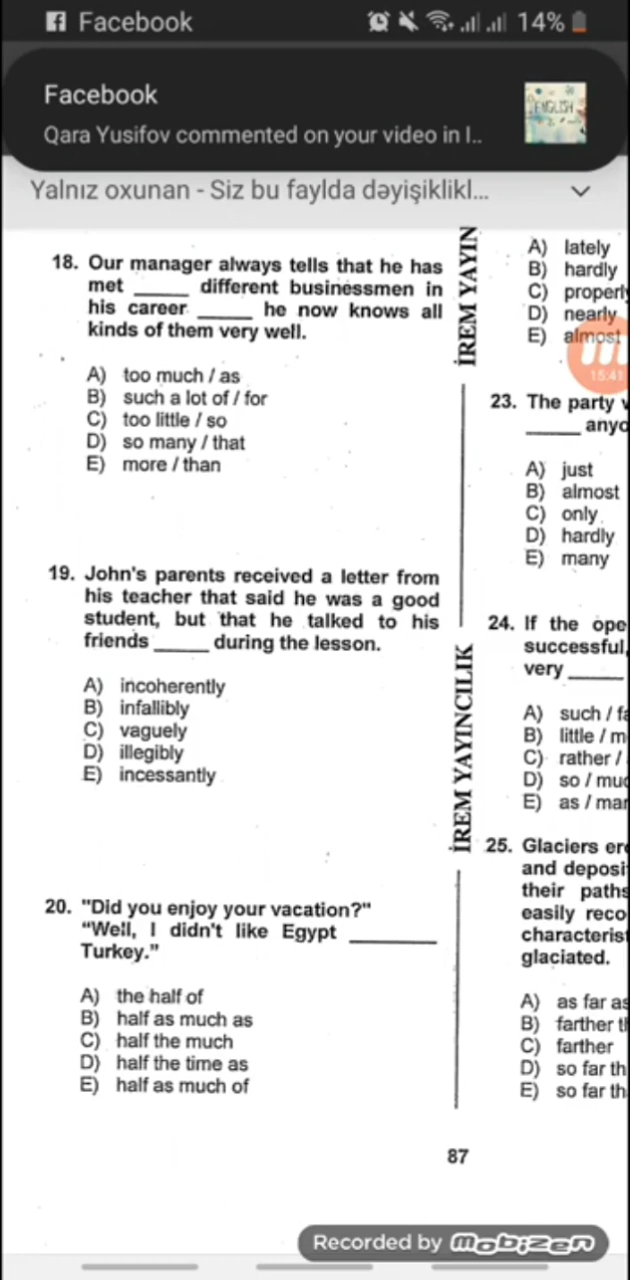 Facebook
14%
Facebook
Qara Yusifov commented on your video in I..
ENGLISH
Yalnız oxunan - Siz bu faylda dəyişiklikl...
18. Our manager always tells that he has
met _____ different businessmen in
his career _____ he now knows all
kinds of them very well.
A) too much / as
B) such a lot of / for
C) too little / so
D) so many / that
E) more / than
19. John's parents received a letter from
his teacher that said he was a good
student, but that he talked to his
friends _____ during the lesson.
A) incoherently
B) infallibly
C) vaguely
D) illegibly
E) incessantly
20. "Did you enjoy your vacation?"
"Well, I didn't like Egypt ________
Turkey."
A) the half of
B) half as much as
C) half the much
D) half the time as
E) half as much of
İREM YAYIN
İREM YAYINCILIK
A) lately
B) hardly
C) properly
D) nearly
E) almost
15:41
23. The party
_____ anyo
A) just
B) almost
C) only
D) hardly
E) many
24. If the ope
successful,
very _____
A) such / fa
B) little / m
C) rather /
D) so / muc
E) as / mar
25. Glaciers ero
and deposi
their paths
easily reco
characterist
glaciated.
A) as far as
B) farther th
C) farther
D) so far th
E) so far th
87
Recorded by mobizen